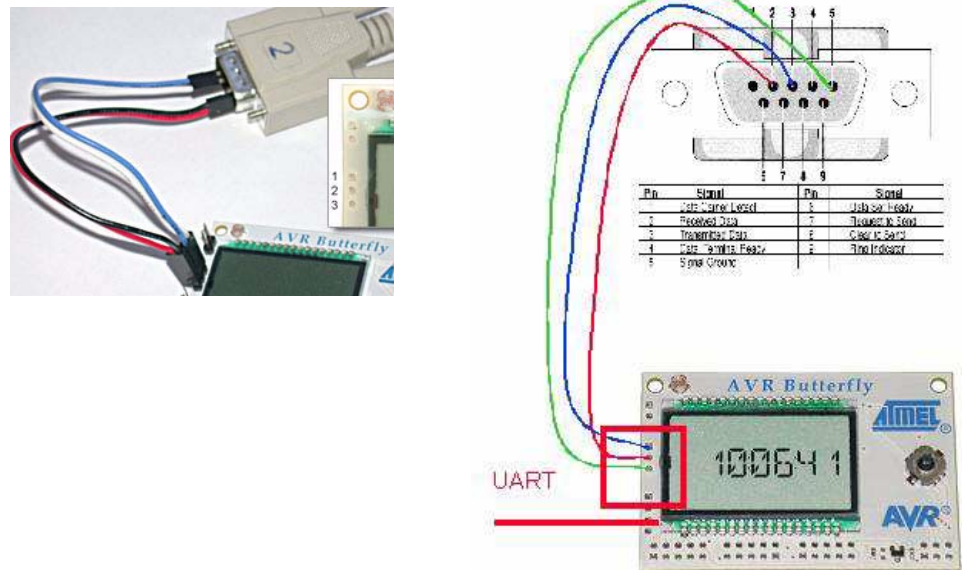 2
1
2
3
AVR Butterfly
1 2 3 4 5
6 7 8 9
Pin Signal Pin Signal
Data Carrier Detect 6 Data Set Ready
2 Received Data 7 Request to Send
3 Transmitted Data 8 Clear to Send
4 Data Terminal Ready 9 Ring Indicator
5 Signal Ground
UART
AVR Butterfly
ATMEL
100641
AVR